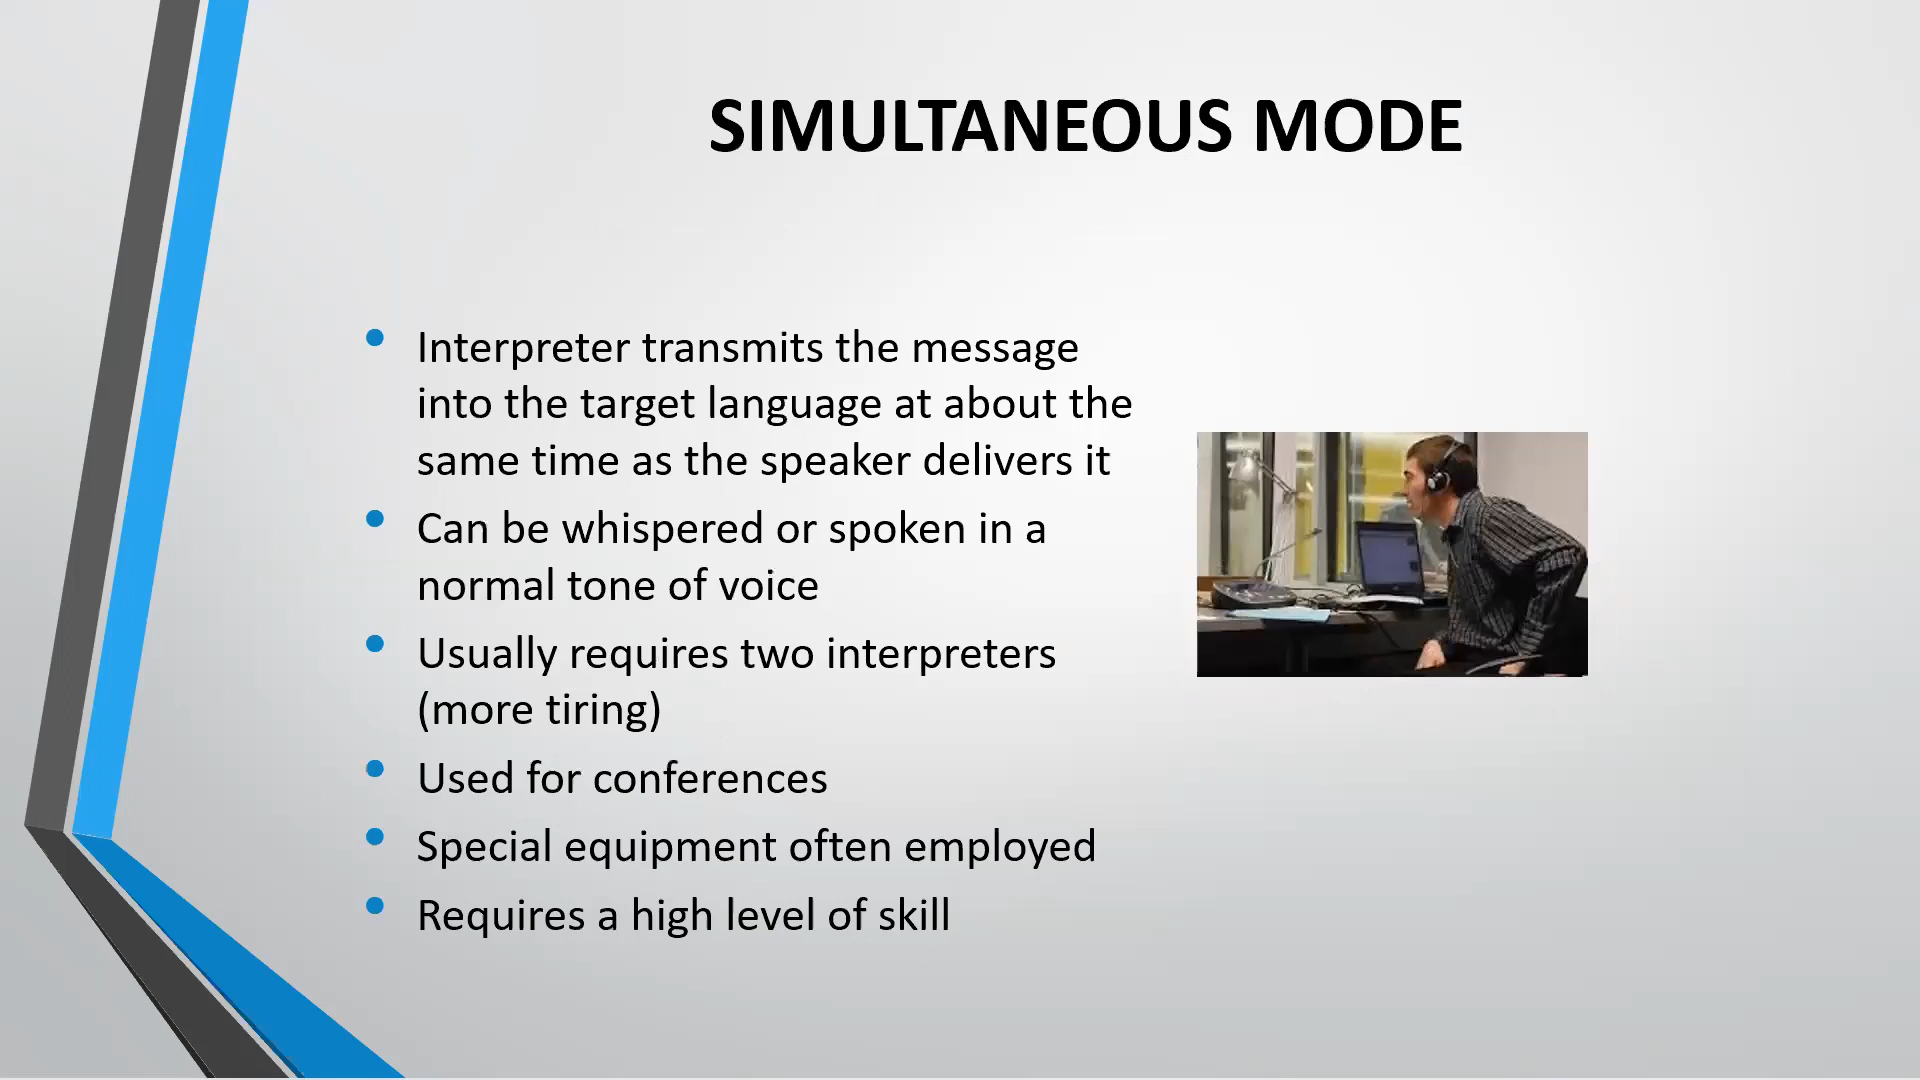 SIMULTANEOUS MODE
• Interpreter transmits the message
into the target language at about the
same time as the speaker delivers it
• Can be whispered or spoken in a
normal tone of voice
• Usually requires two interpreters
(more tiring)
• Used for conferences
• Special equipment often employed
• Requires a high level of skill